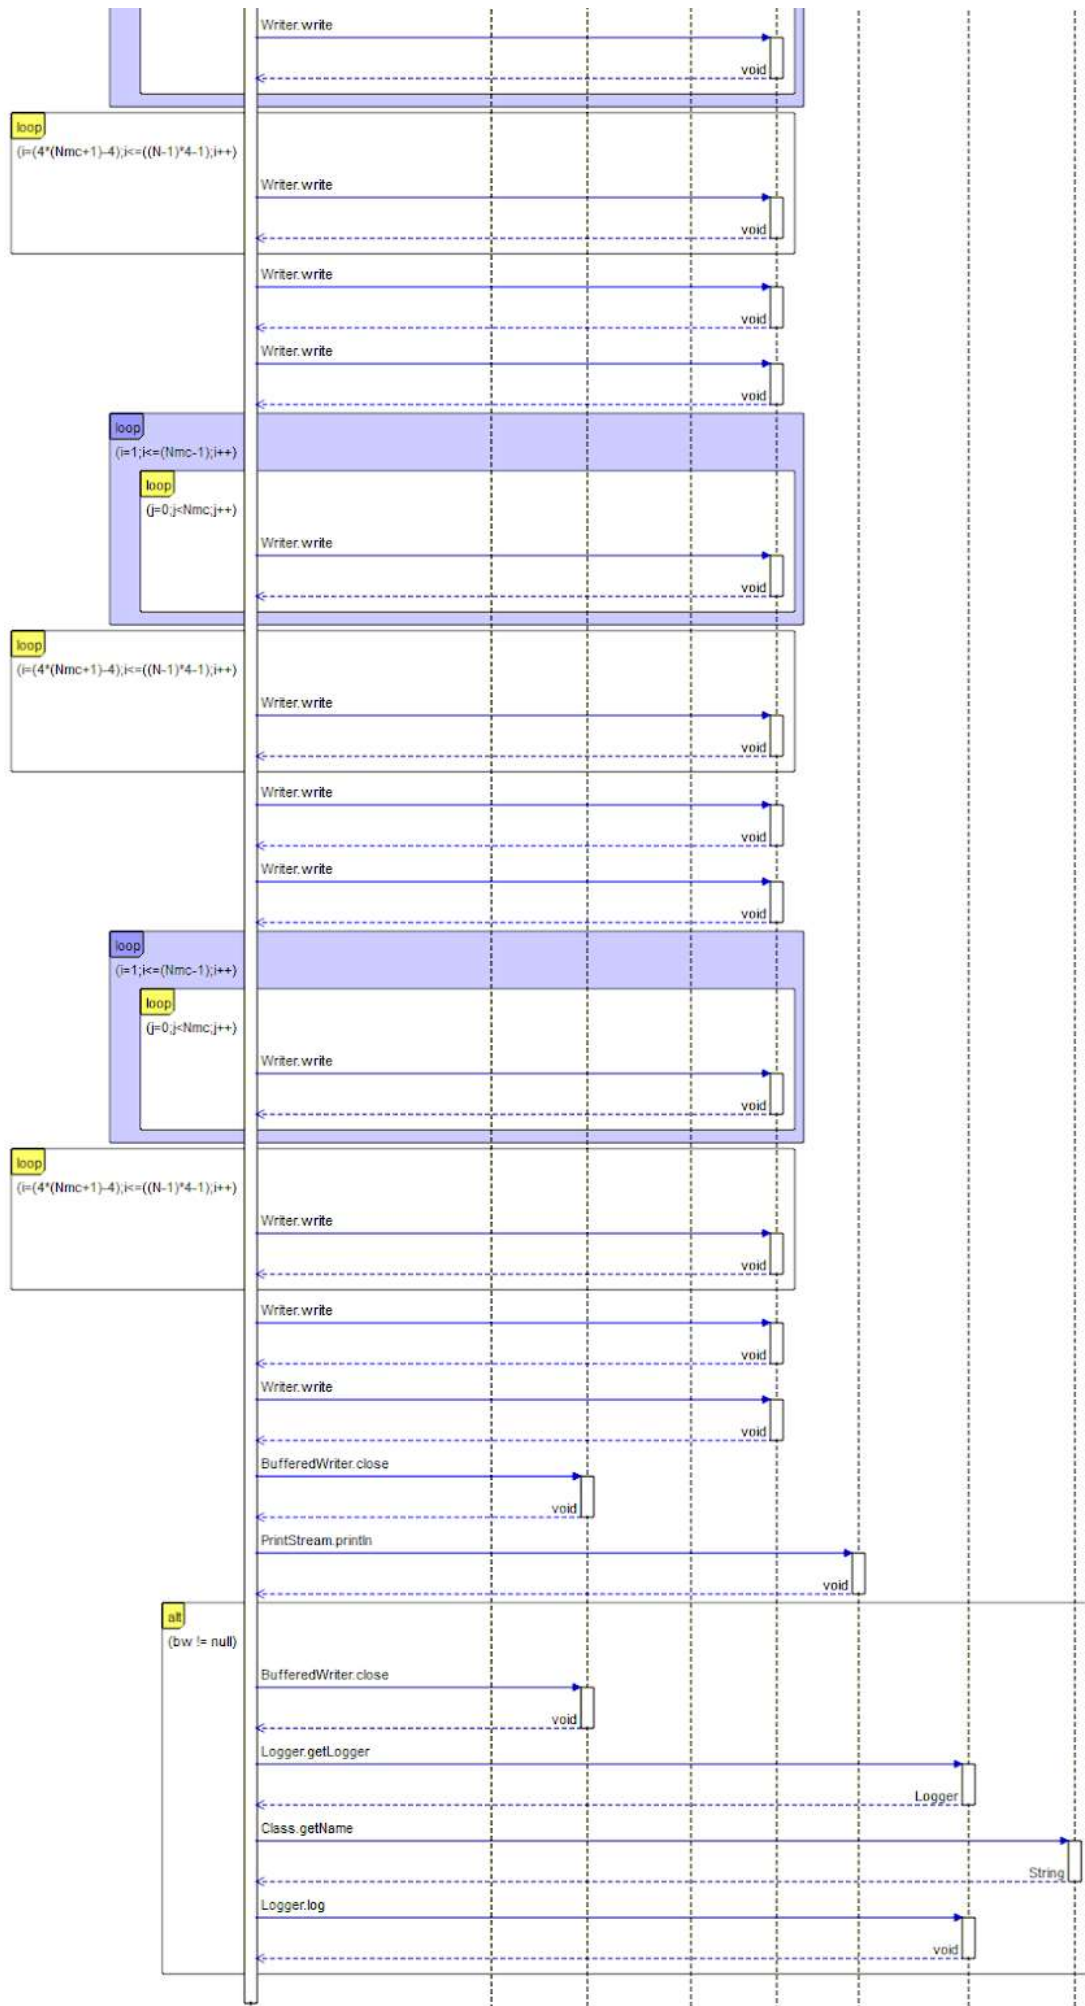 Writer.write
void
loop
(i=(4*(Nmc+1)-4);i<=((N-1)*4-1);i++)
Writer.write
void
Writer.write
void
Writer.write
void
loop
(i=1;i<=(Nmc-1);i++)
loop
(j=0;j<Nmc;j++)
Writer.write
void
loop
(i=(4*(Nmc+1)-4);i<=((N-1)*4-1);i++)
Writer.write
void
Writer.write
void
Writer.write
void
loop
(i=1;i<=(Nmc-1);i++)
loop
(j=0;j<Nmc;j++)
Writer.write
void
loop
(i=(4*(Nmc+1)-4);i<=((N-1)*4-1);i++)
Writer.write
void
Writer.write
void
Writer.write
void
BufferedWriter.close
void
PrintStream.println
void
alt
(bw != null)
BufferedWriter.close
void
Logger.getLogger
Logger
Class.getName
String
Logger.log
void